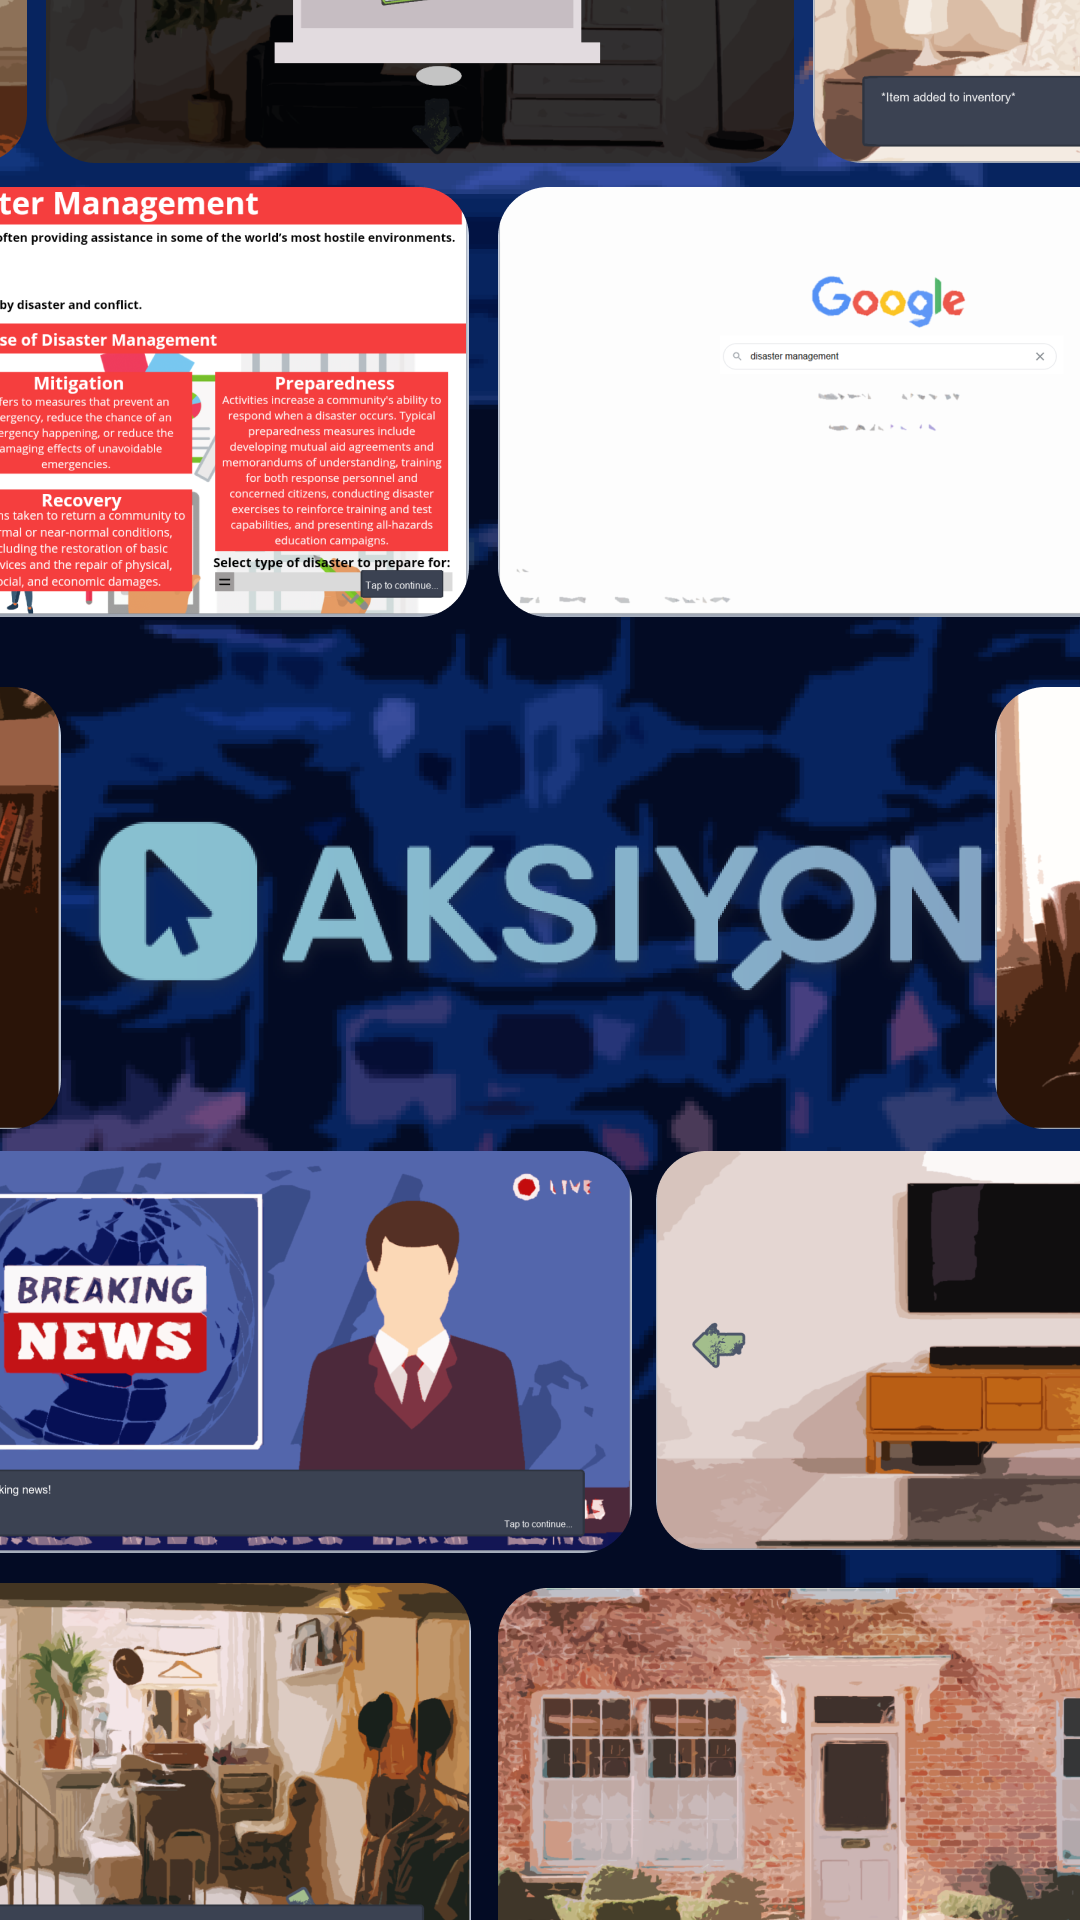 *Item added to inventory*
ter Management
often providing assistance in some of the world's most hostile environments.
by disaster and conflict.
se of Disaster Management
Mitigation
fers to measures that prevent an
ergency, reduce the chance of an
ergency happening, or reduce the
amaging effects of unavoidable
emergencies.
Preparedness
Activities increase a community's ability to
respond when a disaster occurs. Typical
preparedness measures include
developing mutual aid agreements and
memorandums of understanding, training
for both response personnel and
concerned citizens, conducting disaster
exercises to reinforce training and test
capabilities, and presenting all-hazards
education campaigns.
Recovery
ns taken to return a community to
rmal or near-normal conditions,
cluding the restoration of basic
vices and the repair of physical,
ocial, and economic damages.
Select type of disaster to prepare for:
Tap to continue...
Google
disaster management
AKSIYON
LIVE
BREAKING
NEWS
king news!
Tap to continue...